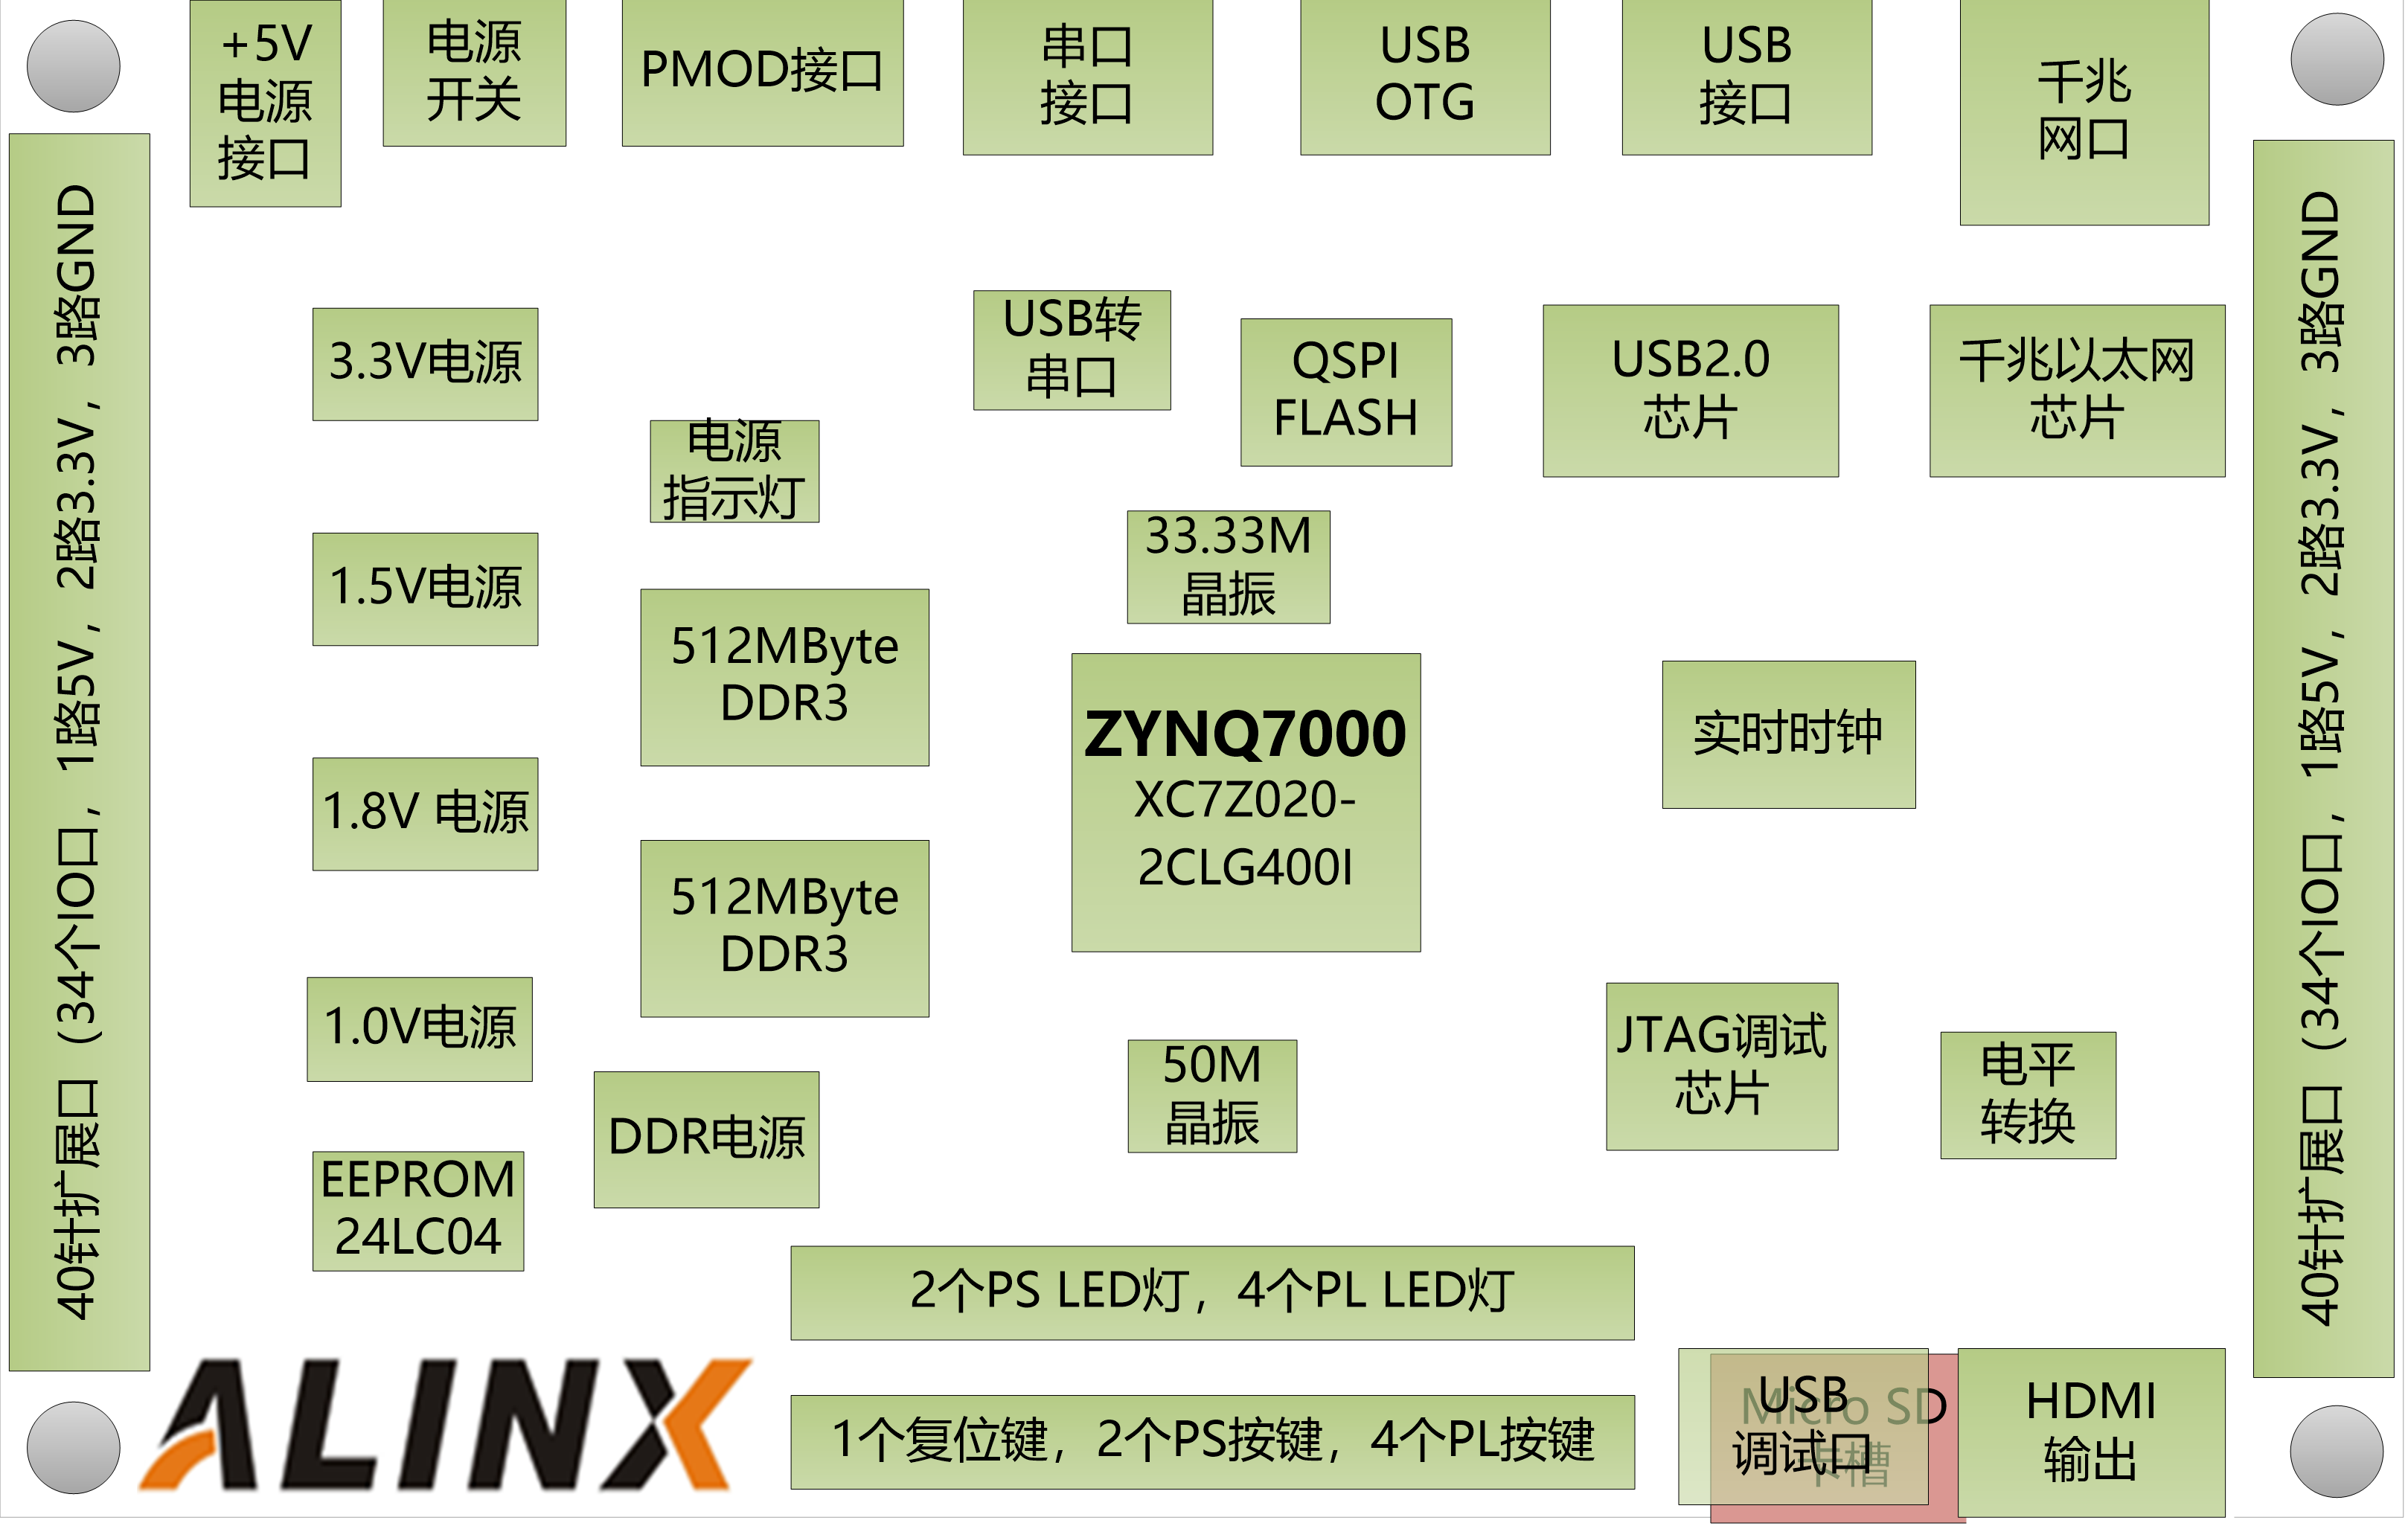 +5V
电源
接口
电源
开关
PMOD接口
串口
接口
USB
OTG
USB
接口
千兆
网口
40针扩展口（34个IO口，1路5V，2路3.3V，3路GND
3.3V电源
USB转
串口
QSPI
FLASH
USB2.0
芯片
千兆以太网
芯片
40针扩展口（34个IO口，1路5V，2路3.3V，3路GND
电源
指示灯
1.5V电源
33.33M
晶振
512MByte
DDR3
ZYNQ7000
XC7Z020-
2CLG400I
实时时钟
1.8V 电源
512MByte
DDR3
1.0V电源
DDR电源
50M
晶振
JTAG调试
芯片
电平
转换
EEPROM
24LC04
2个PS LED灯，4个PL LED灯
ALINX
1个复位键，2个PS按键，4个PL按键
USB
调试口
Micro SD
卡槽
HDMI
输出